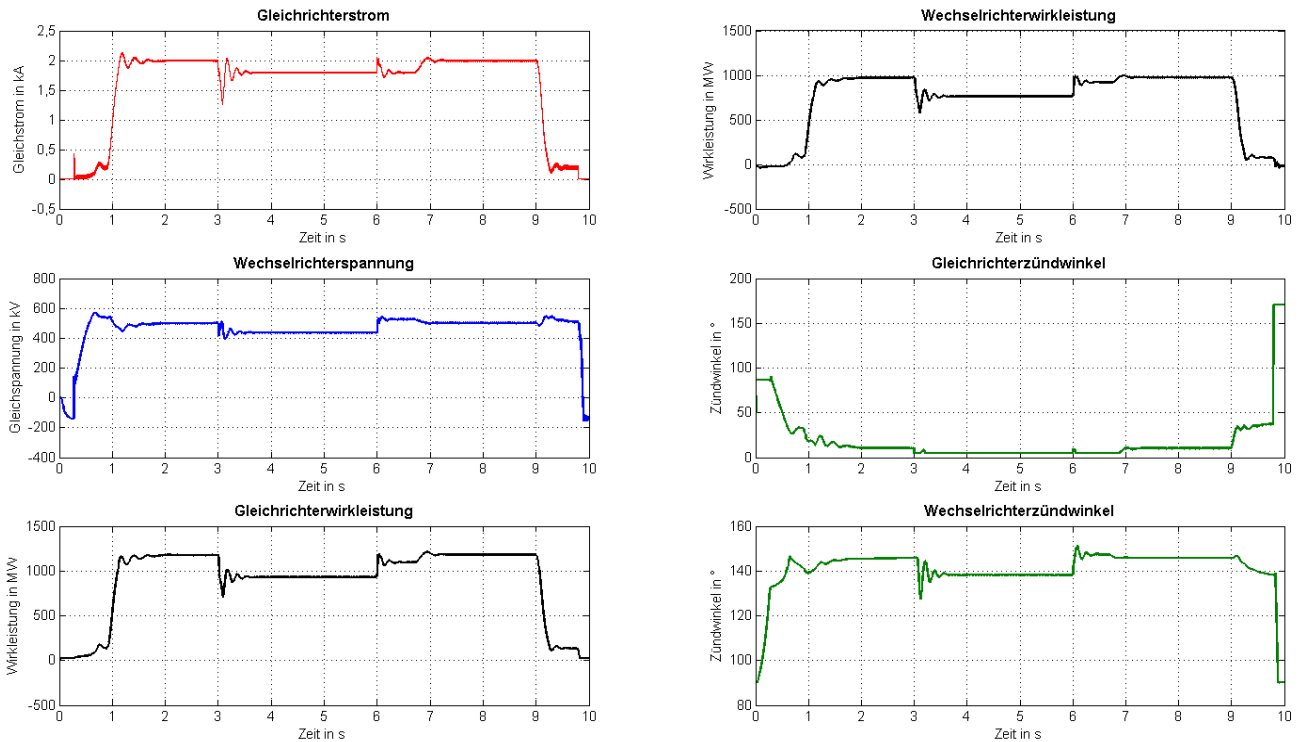 Gleichrichterstrom
Gleichstrom in kA
2,5
2
1,5
1
0,5
0
-0,5
0 1 2 3 4 5 6 7 8 9 10
Zeit in s
Wechselrichterwirkleistung
Wirkleistung in MW
1500
1000
500
0
-500
0 1 2 3 4 5 6 7 8 9 10
Zeit in s
Wechselrichterspannung
Gleichspannung in kV
800
600
400
200
0
-200
-400
0 1 2 3 4 5 6 7 8 9 10
Zeit in s
Gleichrichterzündwinkel
Zündwinkel in °
200
150
100
50
0
0 1 2 3 4 5 6 7 8 9 10
Zeit in s
Gleichrichterwirkleistung
Wirkleistung in MW
1500
1000
500
0
-500
0 1 2 3 4 5 6 7 8 9 10
Zeit in s
Wechselrichterzündwinkel
Zündwinkel in °
160
140
120
100
80
0 1 2 3 4 5 6 7 8 9 10
Zeit in s